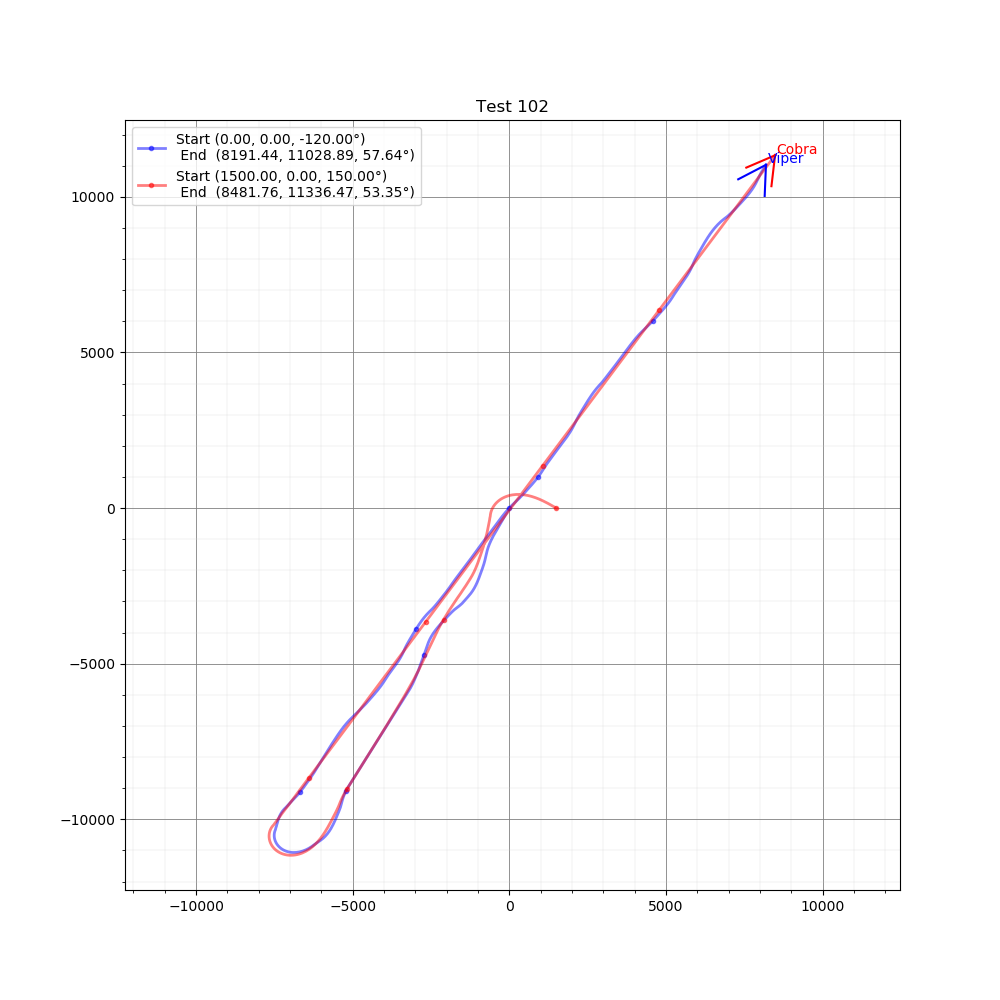 Test 102
Start (0.00, 0.00, -120.00°)
End  (8191.44, 11028.89, 57.64°)
Start (1500.00, 0.00, 150.00°)
End  (8481.76, 11336.47, 53.35°)
Cobra
Viper
10000
5000
0
−5000
−10000
−10000
−5000
0
5000
10000